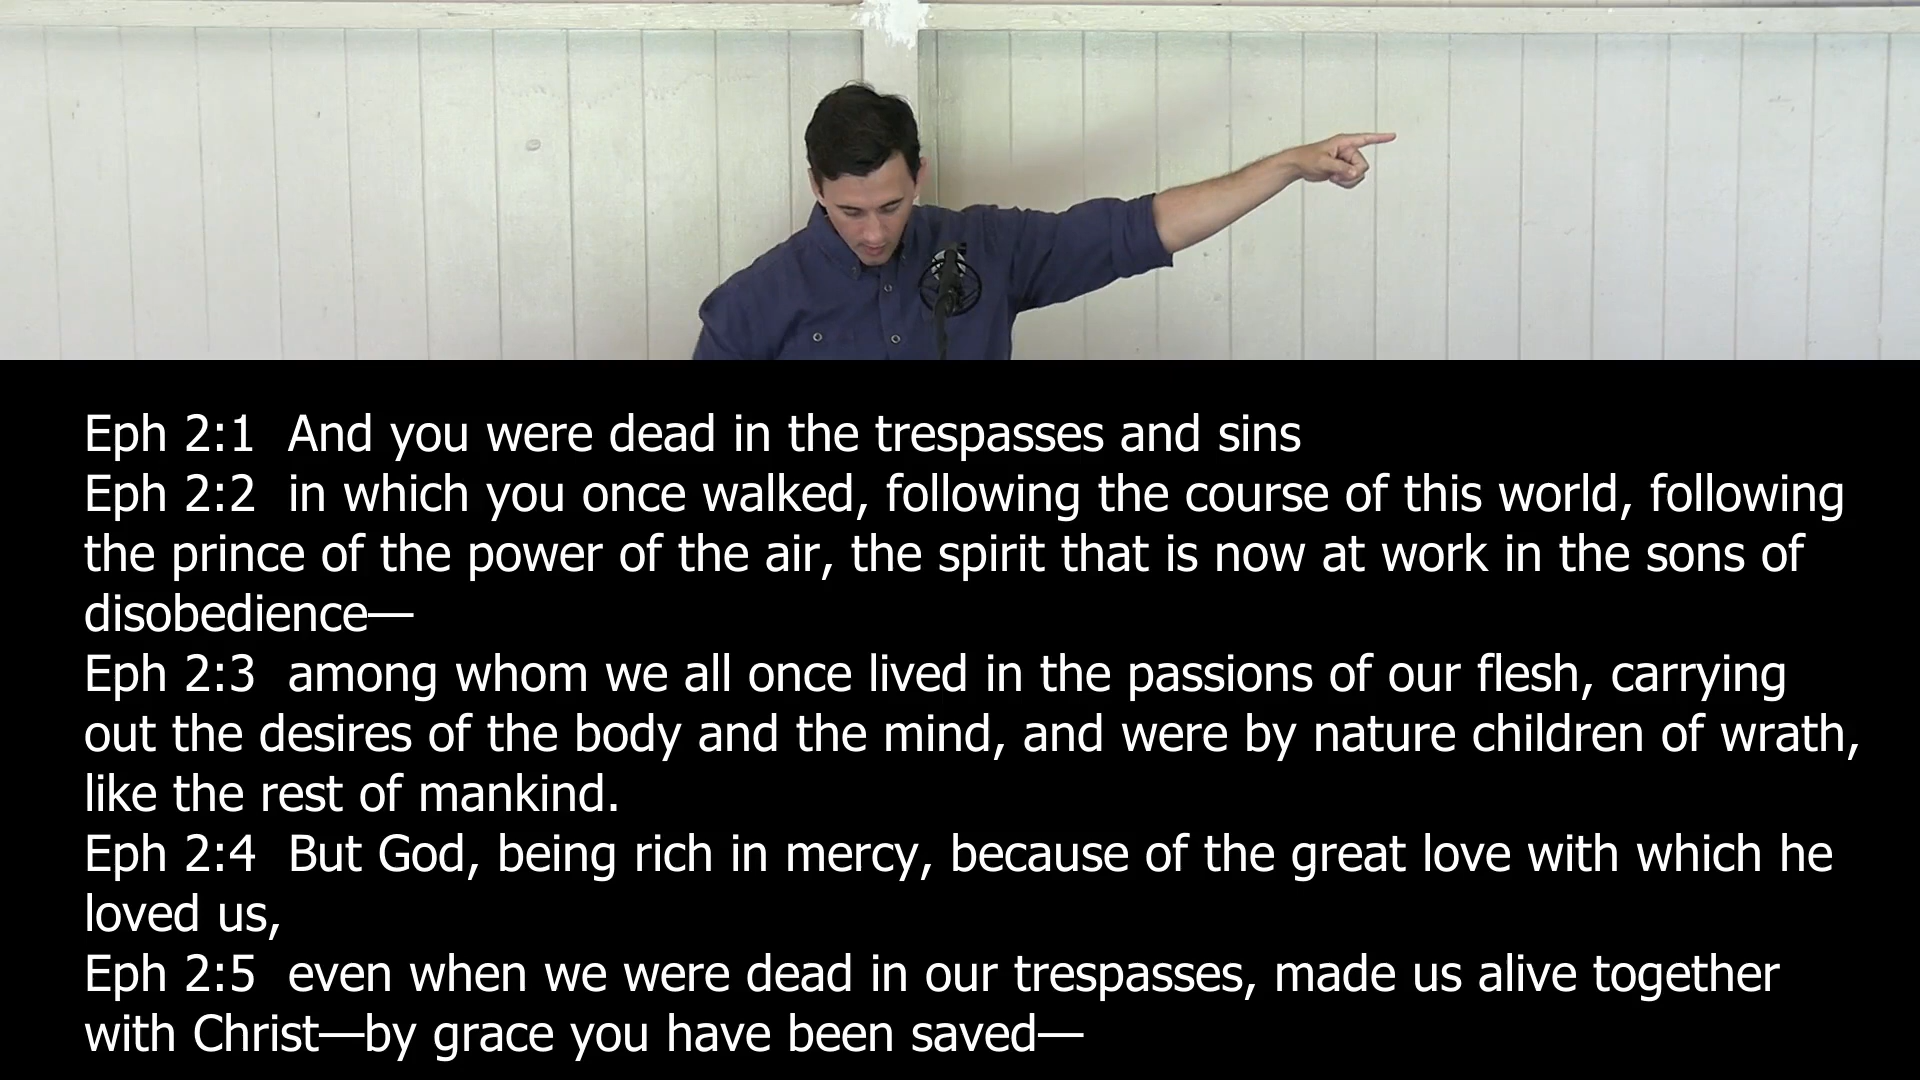 Eph 2:1  And you were dead in the trespasses and sins
Eph 2:2  in which you once walked, following the course of this world, following
the prince of the power of the air, the spirit that is now at work in the sons of
disobedience—
Eph 2:3  among whom we all once lived in the passions of our flesh, carrying
out the desires of the body and the mind, and were by nature children of wrath,
like the rest of mankind.
Eph 2:4  But God, being rich in mercy, because of the great love with which he
loved us,
Eph 2:5  even when we were dead in our trespasses, made us alive together
with Christ—by grace you have been saved—